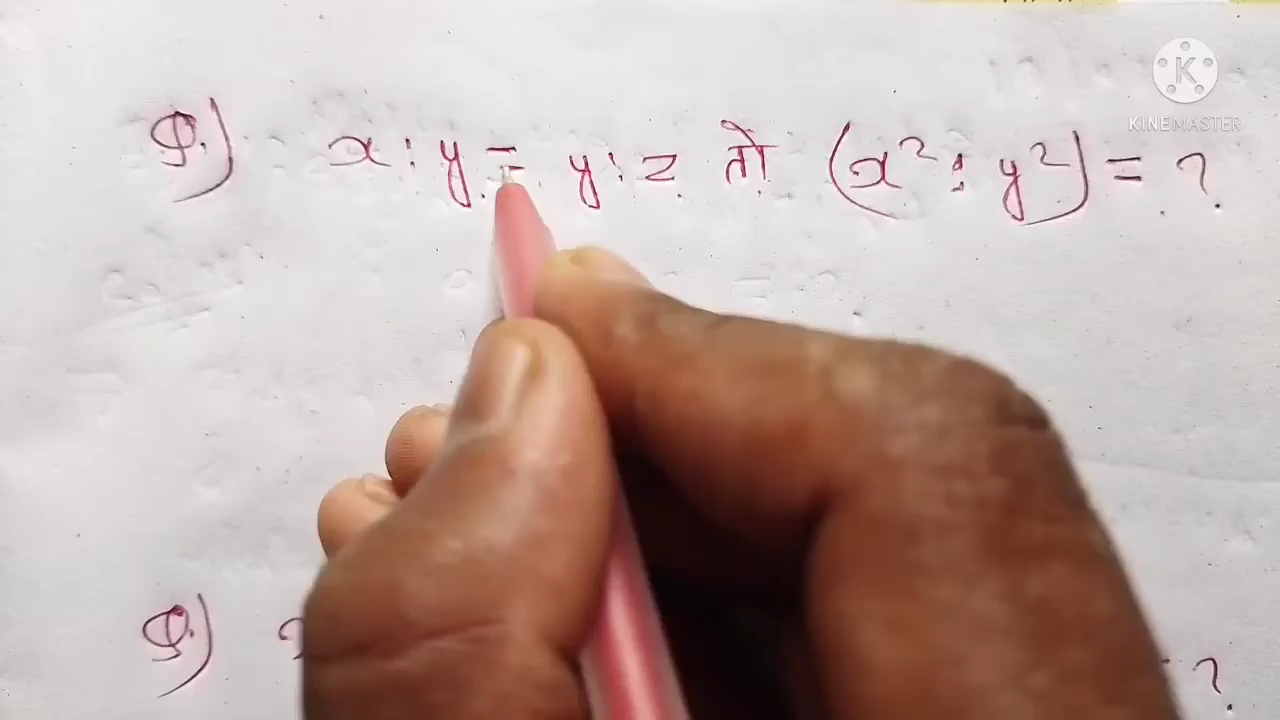 KINEMASTER
Q.) x : y = y : z तो (x² : y²) = ?
Q.) ?